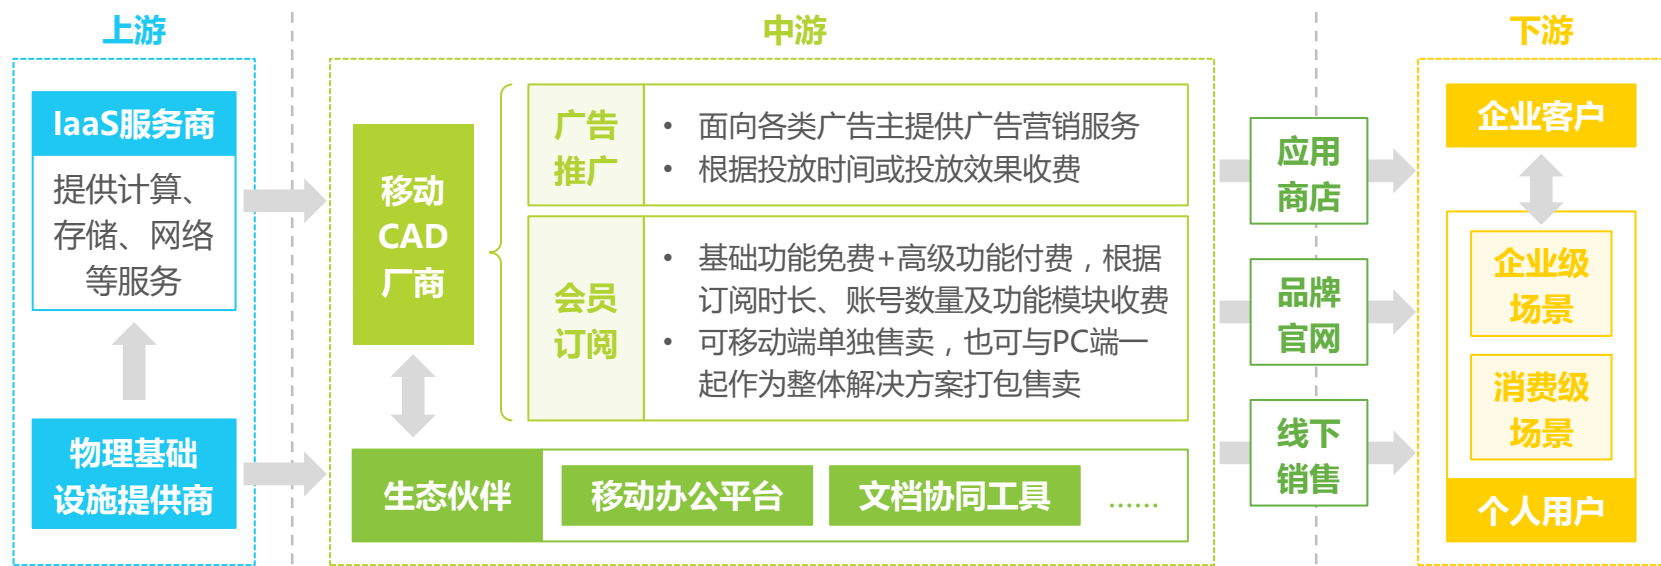 上游
中游
下游
IaaS服务商
提供计算、
存储、网络
等服务
物理基础
设施提供商
移动
CAD
厂商
广告
推广
• 面向各类广告主提供广告营销服务
• 根据投放时间或投放效果收费
会员
订阅
• 基础功能免费+高级功能付费，根据
订阅时长、账号数量及功能模块收费
• 可移动端单独售卖，也可与PC端一
起作为整体解决方案打包售卖
生态伙伴
移动办公平台
文档协同工具
……
应用
商店
品牌
官网
线下
销售
企业客户
企业级
场景
消费级
场景
个人用户